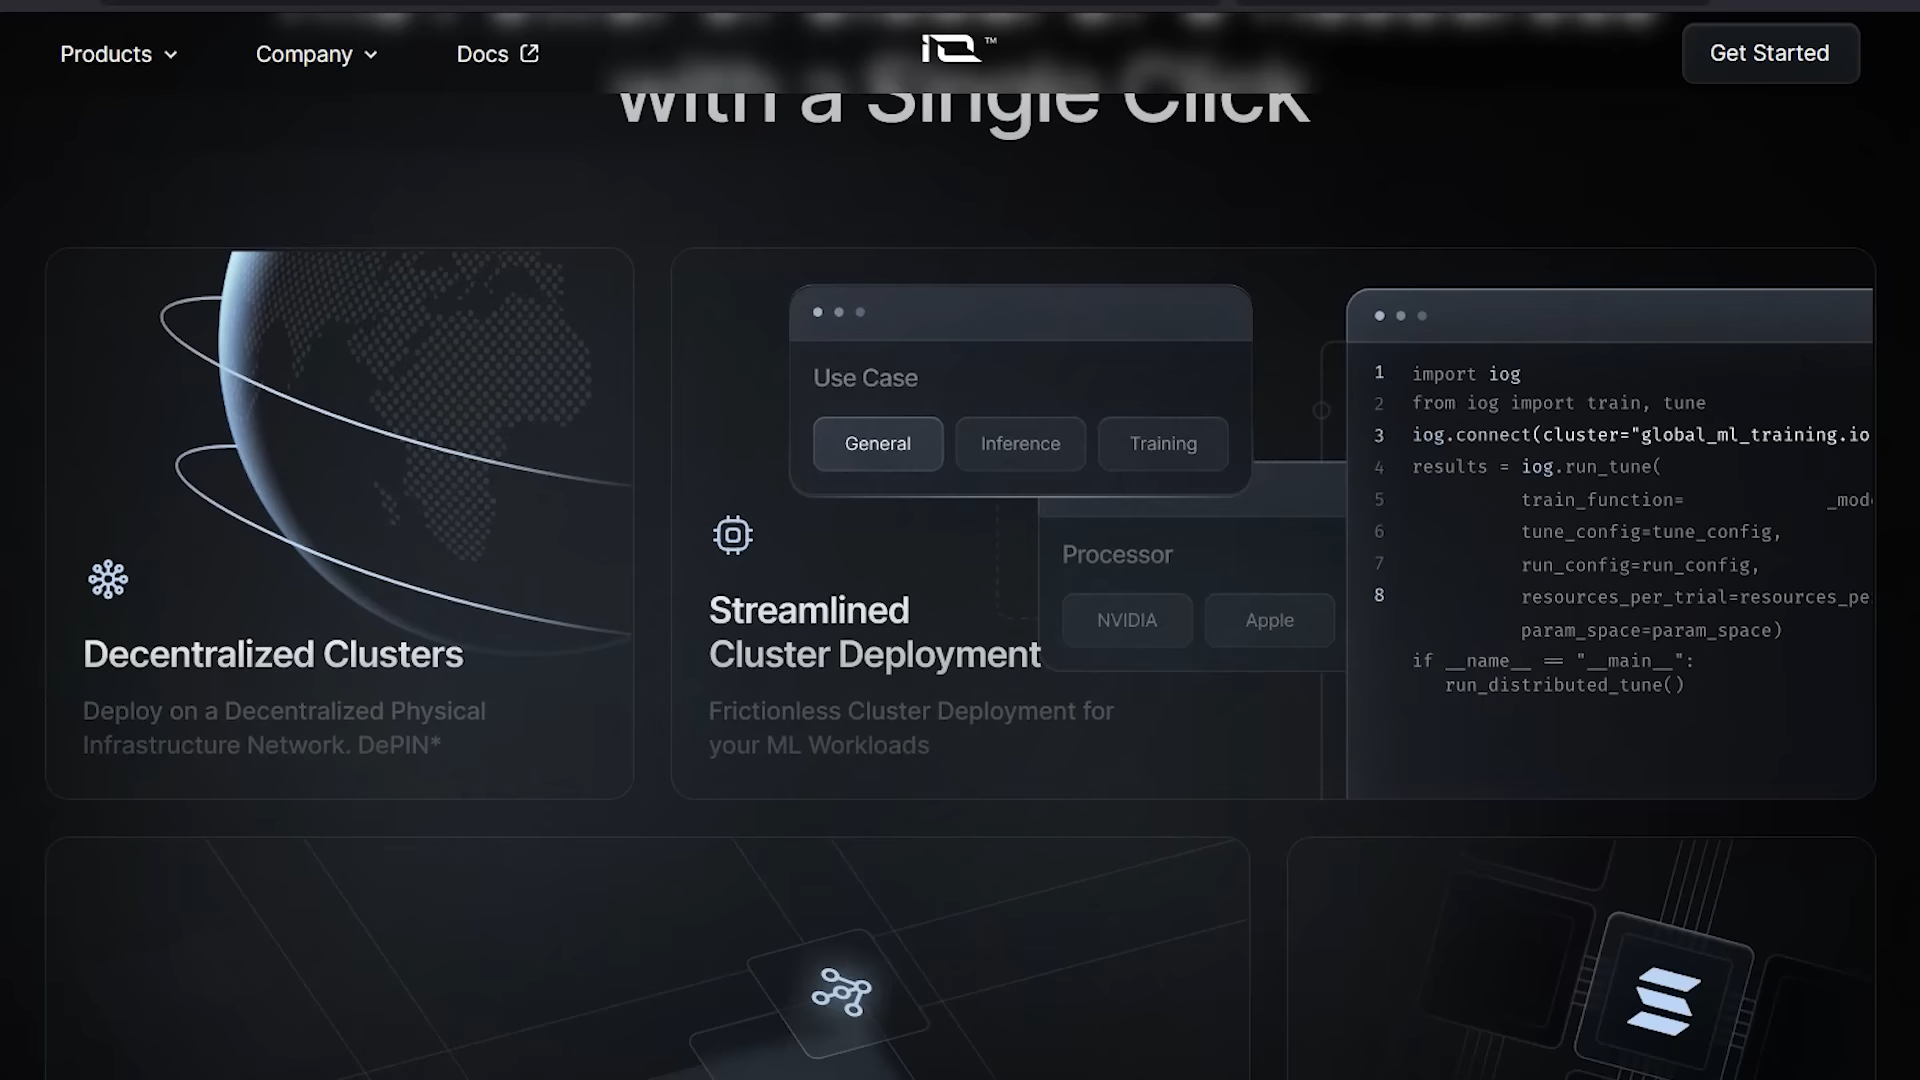 Products
Company
Docs
IO ™
Get Started
with a Single Click
Use Case
General
Inference
Training
Processor
NVIDIA
Apple
1 import iog
2 from iog import train, tune
3 iog.connect(cluster="global_ml_training.io
4 results = iog.run_tune(
5 train_function= _mod
6 tune_config=tune_config,
7 run_config=run_config,
8 resources_per_trial=resources_pe
param_space=param_space)
if __name__ == "__main__":
run_distributed_tune()
Decentralized Clusters
Deploy on a Decentralized Physical
Infrastructure Network. DePIN*
Streamlined
Cluster Deployment
Frictionless Cluster Deployment for
your ML Workloads